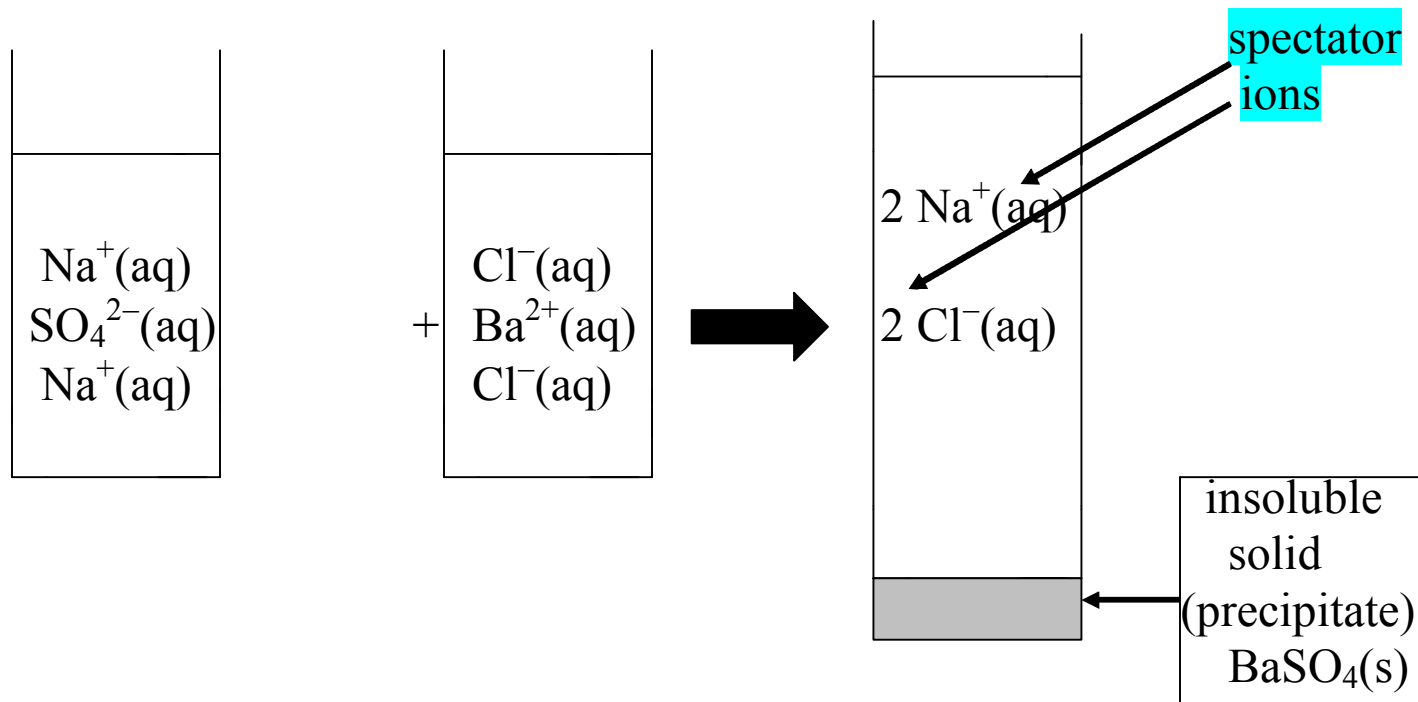 Na⁺(aq)
SO₄²⁻(aq)
Na⁺(aq)
+
Cl⁻(aq)
Ba²⁺(aq)
Cl⁻(aq)
2 Na⁺(aq)
2 Cl⁻(aq)
spectator
ions
insoluble
solid
(precipitate)
BaSO₄(s)